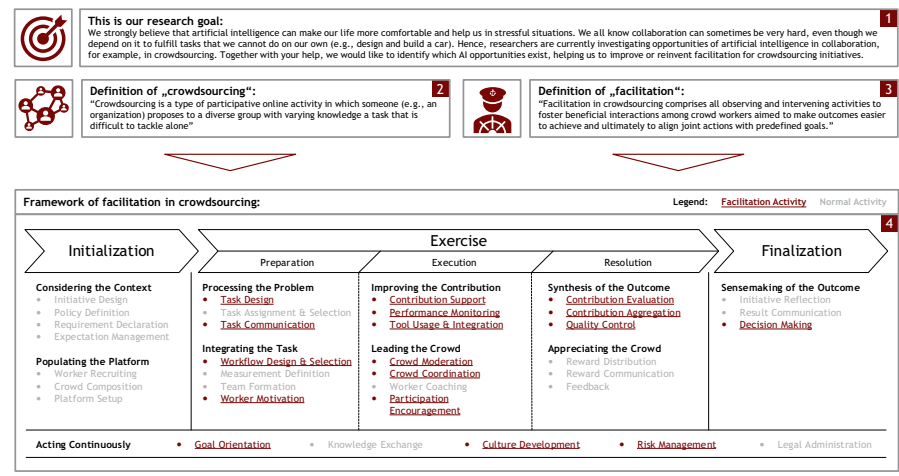 This is our research goal:
1
We strongly believe that artificial intelligence can make our life more comfortable and help us in stressful situations. We all know collaboration can sometimes be very hard, even though we
depend on it to fulfill tasks that we cannot do on our own (e.g., design and build a car). Hence, researchers are currently investigating opportunities of artificial intelligence in collaboration,
for example, in crowdsourcing. Together with your help, we would like to identify which AI opportunities exist, helping us to improve or reinvent facilitation for crowdsourcing initiatives.
Definition of „crowdsourcing“:
2
“Crowdsourcing is a type of participative online activity in which someone (e.g., an
organization) proposes to a diverse group with varying knowledge a task that is
difficult to tackle alone”
Definition of „facilitation“:
3
“Facilitation in crowdsourcing comprises all observing and intervening activities to
foster beneficial interactions among crowd workers aimed to make outcomes easier
to achieve and ultimately to align joint actions with predefined goals.”
Framework of facilitation in crowdsourcing:
Legend: Facilitation Activity Normal Activity
4
Initialization
Exercise
Preparation
Execution
Resolution
Finalization
Considering the Context
• Initiative Design
• Policy Definition
• Requirement Declaration
• Expectation Management
Populating the Platform
• Worker Recruiting
• Crowd Composition
• Platform Setup
Processing the Problem
• Task Design
• Task Assignment & Selection
• Task Communication
Integrating the Task
• Workflow Design & Selection
• Measurement Definition
• Team Formation
• Worker Motivation
Improving the Contribution
• Contribution Support
• Performance Monitoring
• Tool Usage & Integration
Leading the Crowd
• Crowd Moderation
• Crowd Coordination
• Worker Coaching
• Participation
Encouragement
Synthesis of the Outcome
• Contribution Evaluation
• Contribution Aggregation
• Quality Control
Appreciating the Crowd
• Reward Distribution
• Reward Communication
• Feedback
Sensemaking of the Outcome
• Initiative Reflection
• Result Communication
• Decision Making
Acting Continuously • Goal Orientation • Knowledge Exchange • Culture Development • Risk Management • Legal Administration